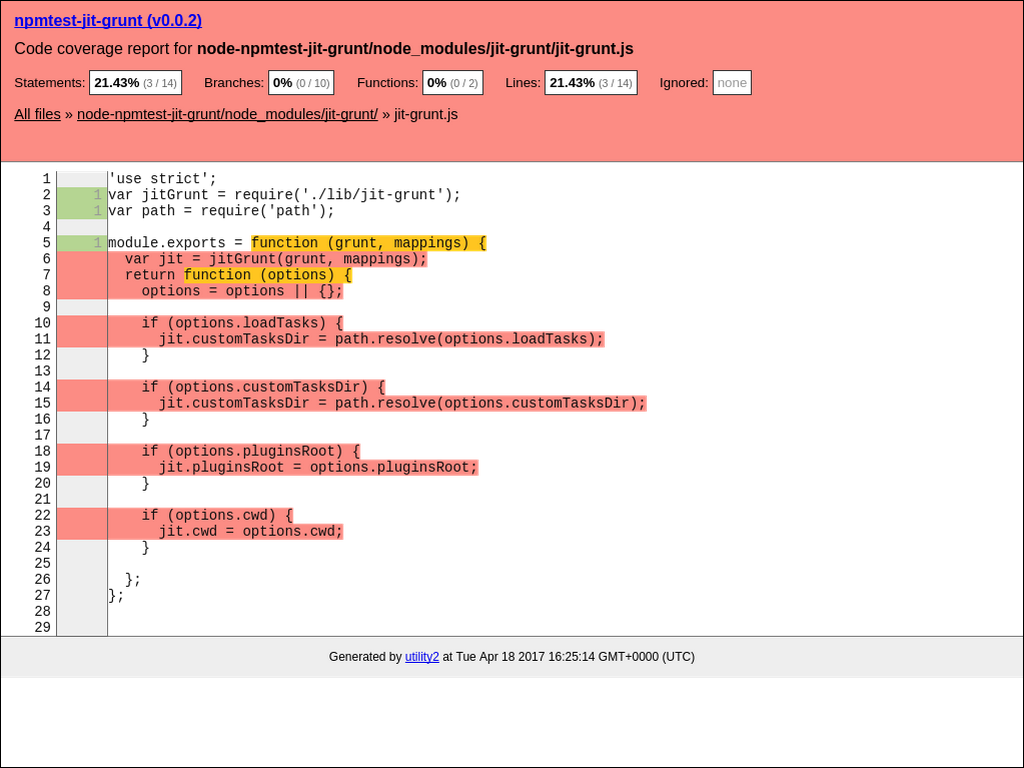 npmtest-jit-grunt (v0.0.2)
Code coverage report for node-npmtest-jit-grunt/node_modules/jit-grunt/jit-grunt.js
Statements: 21.43% (3 / 14) Branches: 0% (0 / 10) Functions: 0% (0 / 2) Lines: 21.43% (3 / 14) Ignored: none
All files » node-npmtest-jit-grunt/node_modules/jit-grunt/ » jit-grunt.js
1 'use strict';
2 1 var jitGrunt = require('./lib/jit-grunt');
3 1 var path = require('path');
4
5 1 module.exports = function (grunt, mappings) {
6   var jit = jitGrunt(grunt, mappings);
7   return function (options) {
8     options = options || {};
9
10     if (options.loadTasks) {
11       jit.customTasksDir = path.resolve(options.loadTasks);
12     }
13
14     if (options.customTasksDir) {
15       jit.customTasksDir = path.resolve(options.customTasksDir);
16     }
17
18     if (options.pluginsRoot) {
19       jit.pluginsRoot = options.pluginsRoot;
20     }
21
22     if (options.cwd) {
23       jit.cwd = options.cwd;
24     }
25
26   };
27 };
28
29
Generated by utility2 at Tue Apr 18 2017 16:25:14 GMT+0000 (UTC)